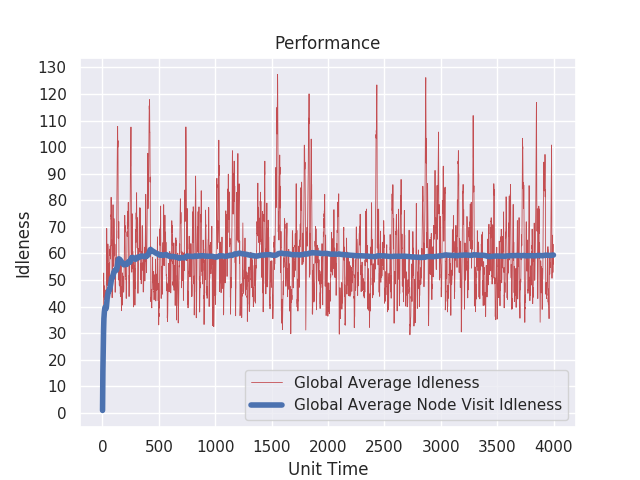 Performance
130
120
110
100
90
80
70
60
50
40
30
20
10
0
Idleness
Global Average Idleness
Global Average Node Visit Idleness
0 500 1000 1500 2000 2500 3000 3500 4000
Unit Time